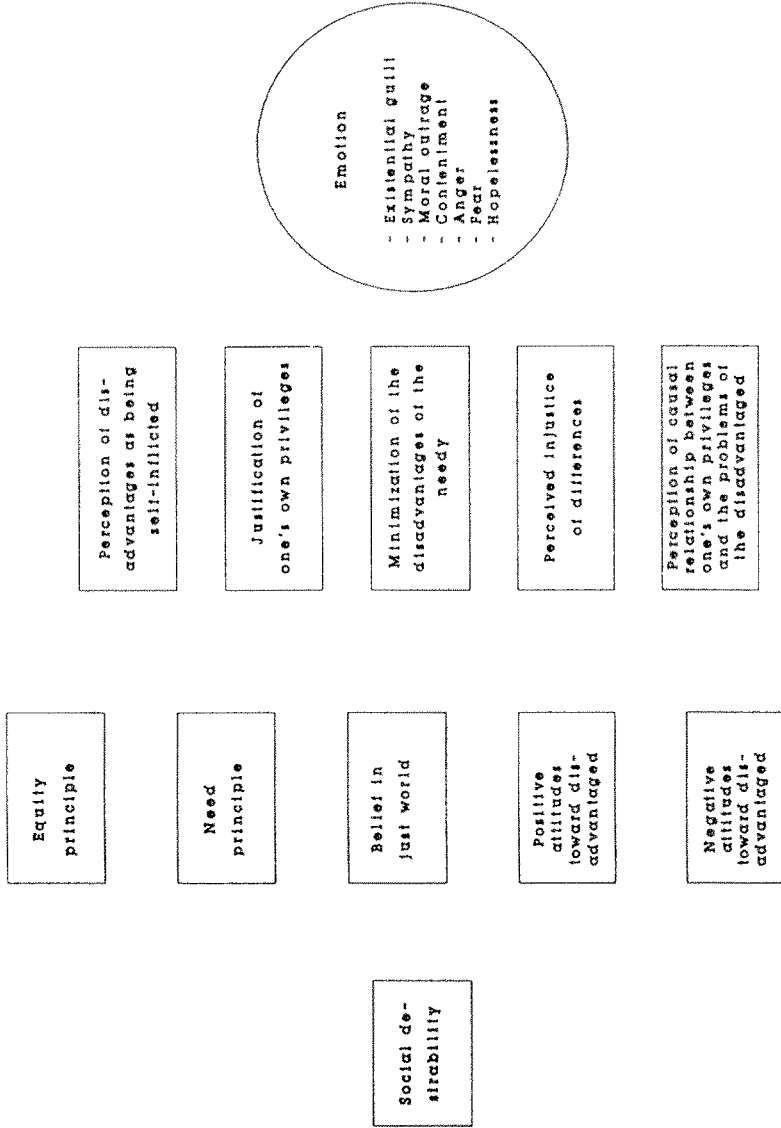 Social de-
sirability
Equity
principle
Need
principle
Belief in
just world
Positive
attitudes
toward dis-
advantaged
Negative
attitudes
toward dis-
advantaged
Perception of dis-
advantages as being
self-inflicted
Justification of
one's own privileges
Minimization of the
disadvantages of the
needy
Perceived injustice
of differences
Perception of causal
relationship between
one's own privileges
and the problems of
the disadvantaged
Emotion
- Existential guilt
- Sympathy
- Moral outrage
- Contentment
- Anger
- Fear
- Hopelessness